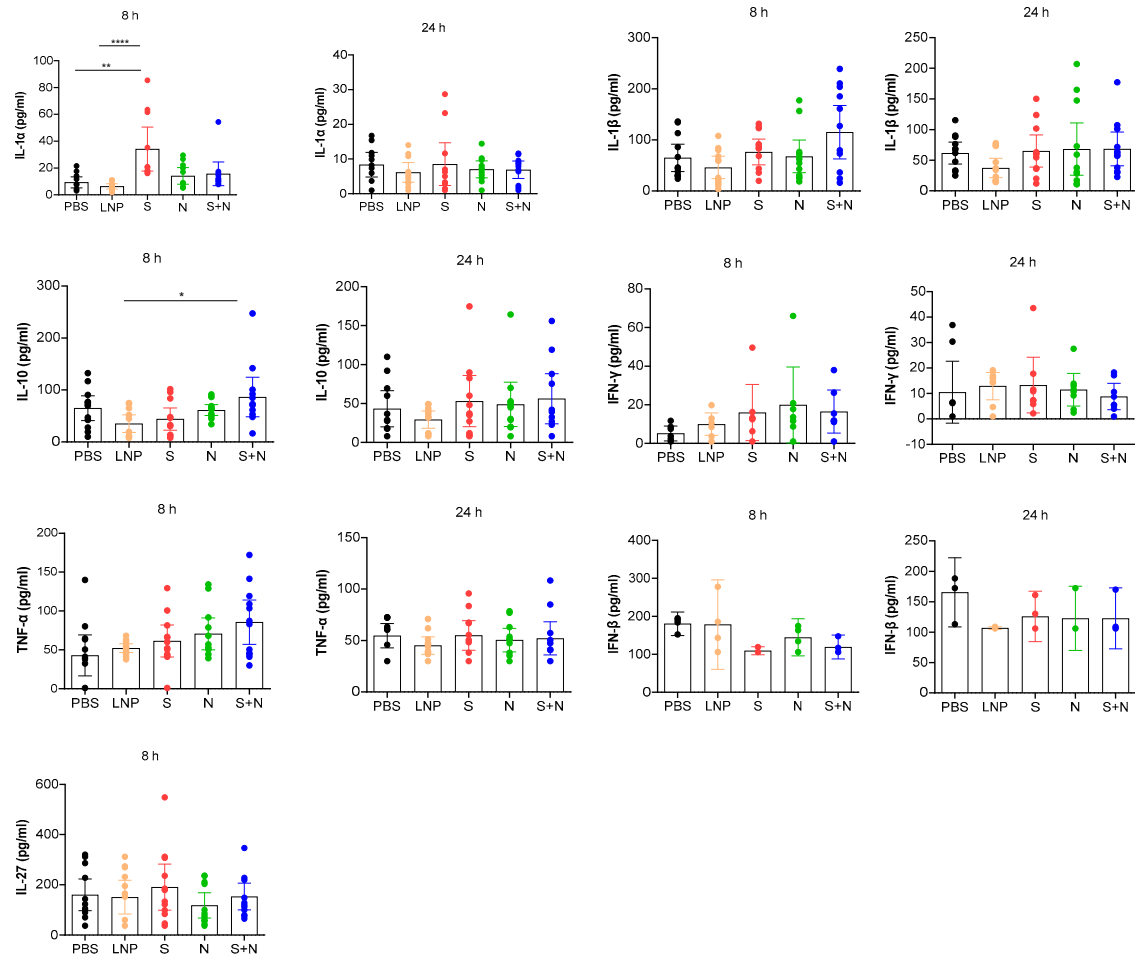 8 h
IL-1α (pg/ml)
100
80
60
40
20
0
**
****
PBS LNP S N S+N
24 h
IL-1α (pg/ml)
40
30
20
10
0
PBS LNP S N S+N
8 h
IL-1β (pg/ml)
300
200
100
0
PBS LNP S N S+N
24 h
IL-1β (pg/ml)
250
200
150
100
50
0
PBS LNP S N S+N
8 h
IL-10 (pg/ml)
300
200
100
0
*
PBS LNP S N S+N
24 h
IL-10 (pg/ml)
200
150
100
50
0
PBS LNP S N S+N
8 h
IFN-γ (pg/ml)
80
60
40
20
0
PBS LNP S N S+N
24 h
IFN-γ (pg/ml)
50
40
30
20
10
0
-10
PBS LNP S N S+N
8 h
TNF-α (pg/ml)
200
150
100
50
0
PBS LNP S N S+N
24 h
TNF-α (pg/ml)
150
100
50
0
PBS LNP S N S+N
8 h
IFN-β (pg/ml)
400
300
200
100
0
PBS LNP S N S+N
24 h
IFN-β (pg/ml)
250
200
150
100
50
0
PBS LNP S N S+N
8 h
IL-27 (pg/ml)
600
400
200
0
PBS LNP S N S+N